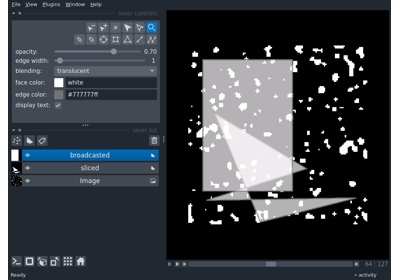 File View Plugins Window Help
layer controls
opacity: 0.70
edge width: 1
blending: translucent
face color: white
edge color: #777777ff
display text:
layer list
broadcasted
sliced
Image
64 127
Ready
activity